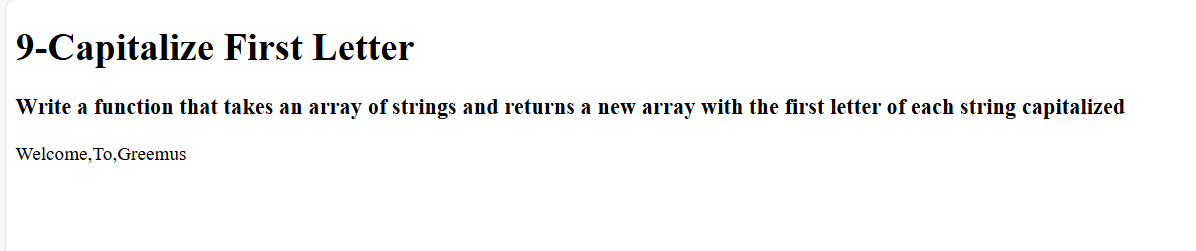 9-Capitalize First Letter
Write a function that takes an array of strings and returns a new array with the first letter of each string capitalized
Welcome,To,Greemus